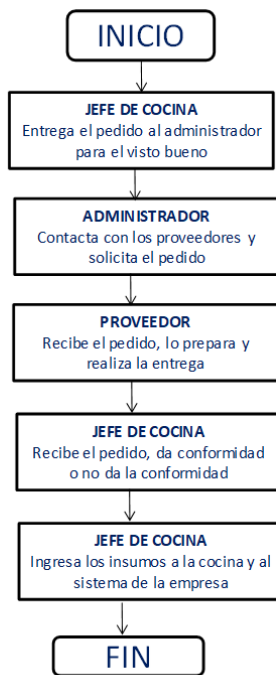 INICIO
JEFE DE COCINA
Entrega el pedido al administrador
para el visto bueno
ADMINISTRADOR
Contacta con los proveedores y
solicita el pedido
PROVEEDOR
Recibe el pedido, lo prepara y
realiza la entrega
JEFE DE COCINA
Recibe el pedido, da conformidad
o no da la conformidad
JEFE DE COCINA
Ingresa los insumos a la cocina y al
sistema de la empresa
FIN